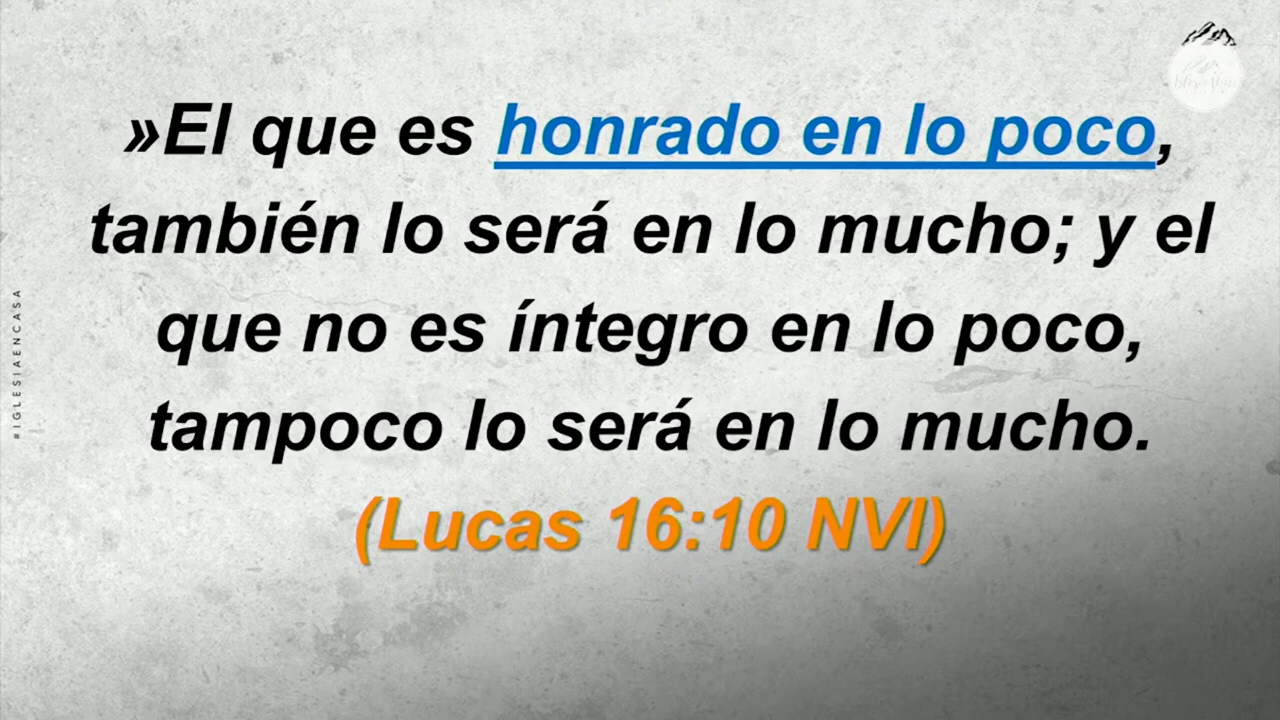 »El que es honrado en lo poco,
también lo será en lo mucho; y el
que no es íntegro en lo poco,
tampoco lo será en lo mucho.
(Lucas 16:10 NVI)
#IGLESIAENCASA